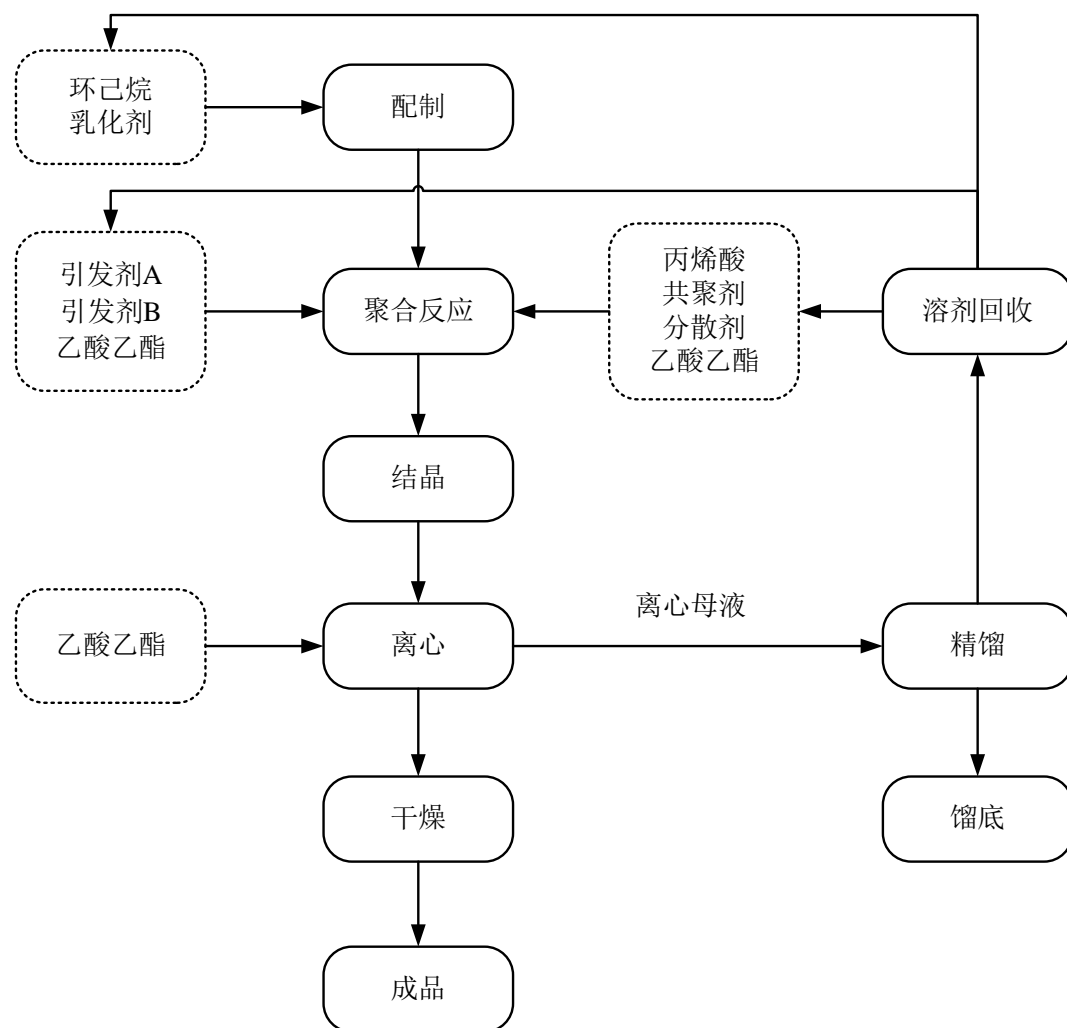 环己烷
乳化剂
配制
引发剂A
引发剂B
乙酸乙酯
聚合反应
丙烯酸
共聚剂
分散剂
乙酸乙酯
溶剂回收
结晶
乙酸乙酯
离心
离心母液
精馏
干燥
馏底
成品